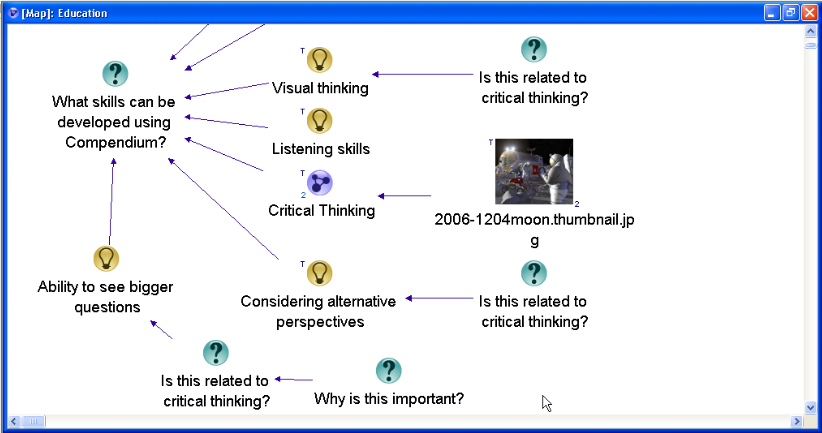 [Map]: Education
T
Visual thinking
Is this related to
critical thinking?
What skills can be
developed using
Compendium?
T
Listening skills
T
2
Critical Thinking
T
2
2006-1204moon.thumbnail.jp
g
Ability to see bigger
questions
T
Considering alternative
perspectives
Is this related to
critical thinking?
Is this related to
critical thinking?
Why is this important?